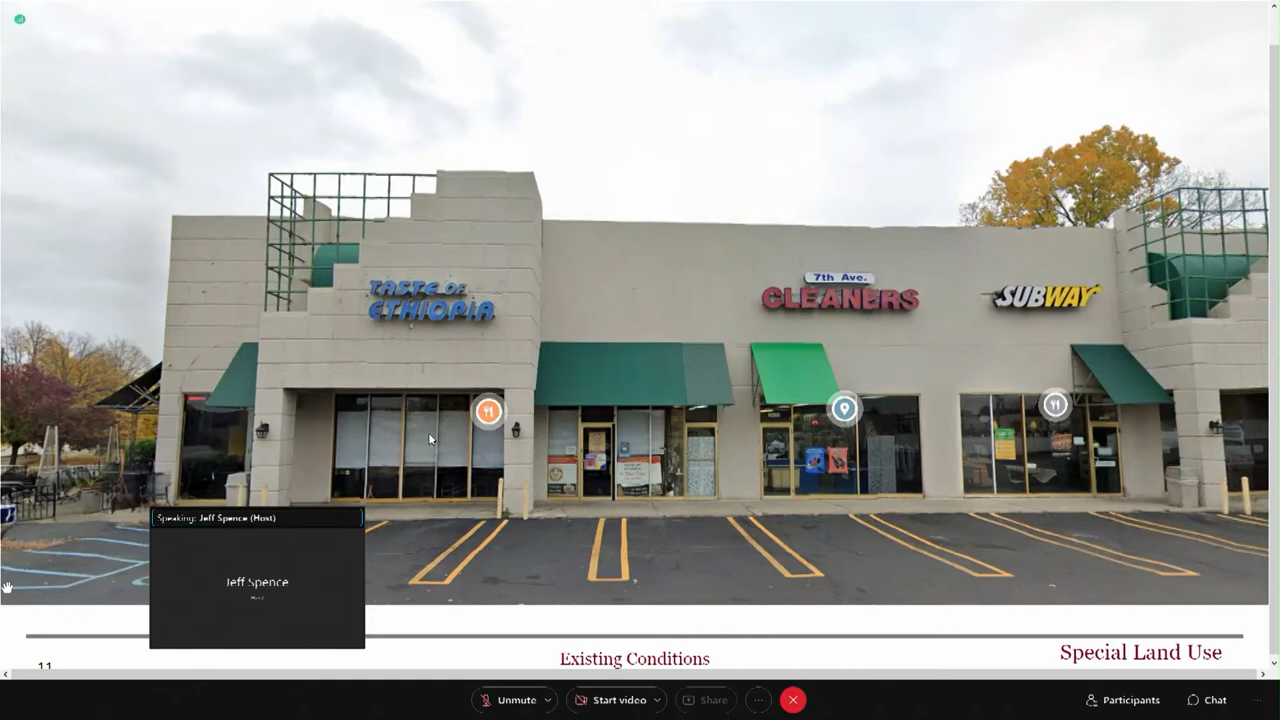 TASTE OF
ETHIOPIA
7th Ave.
CLEANERS
SUBWAY
Speaking: Jeff Spence (Host)
Jeff Spence
Host
11
Existing Conditions
Special Land Use
Unmute
Start video
Share
Participants
Chat